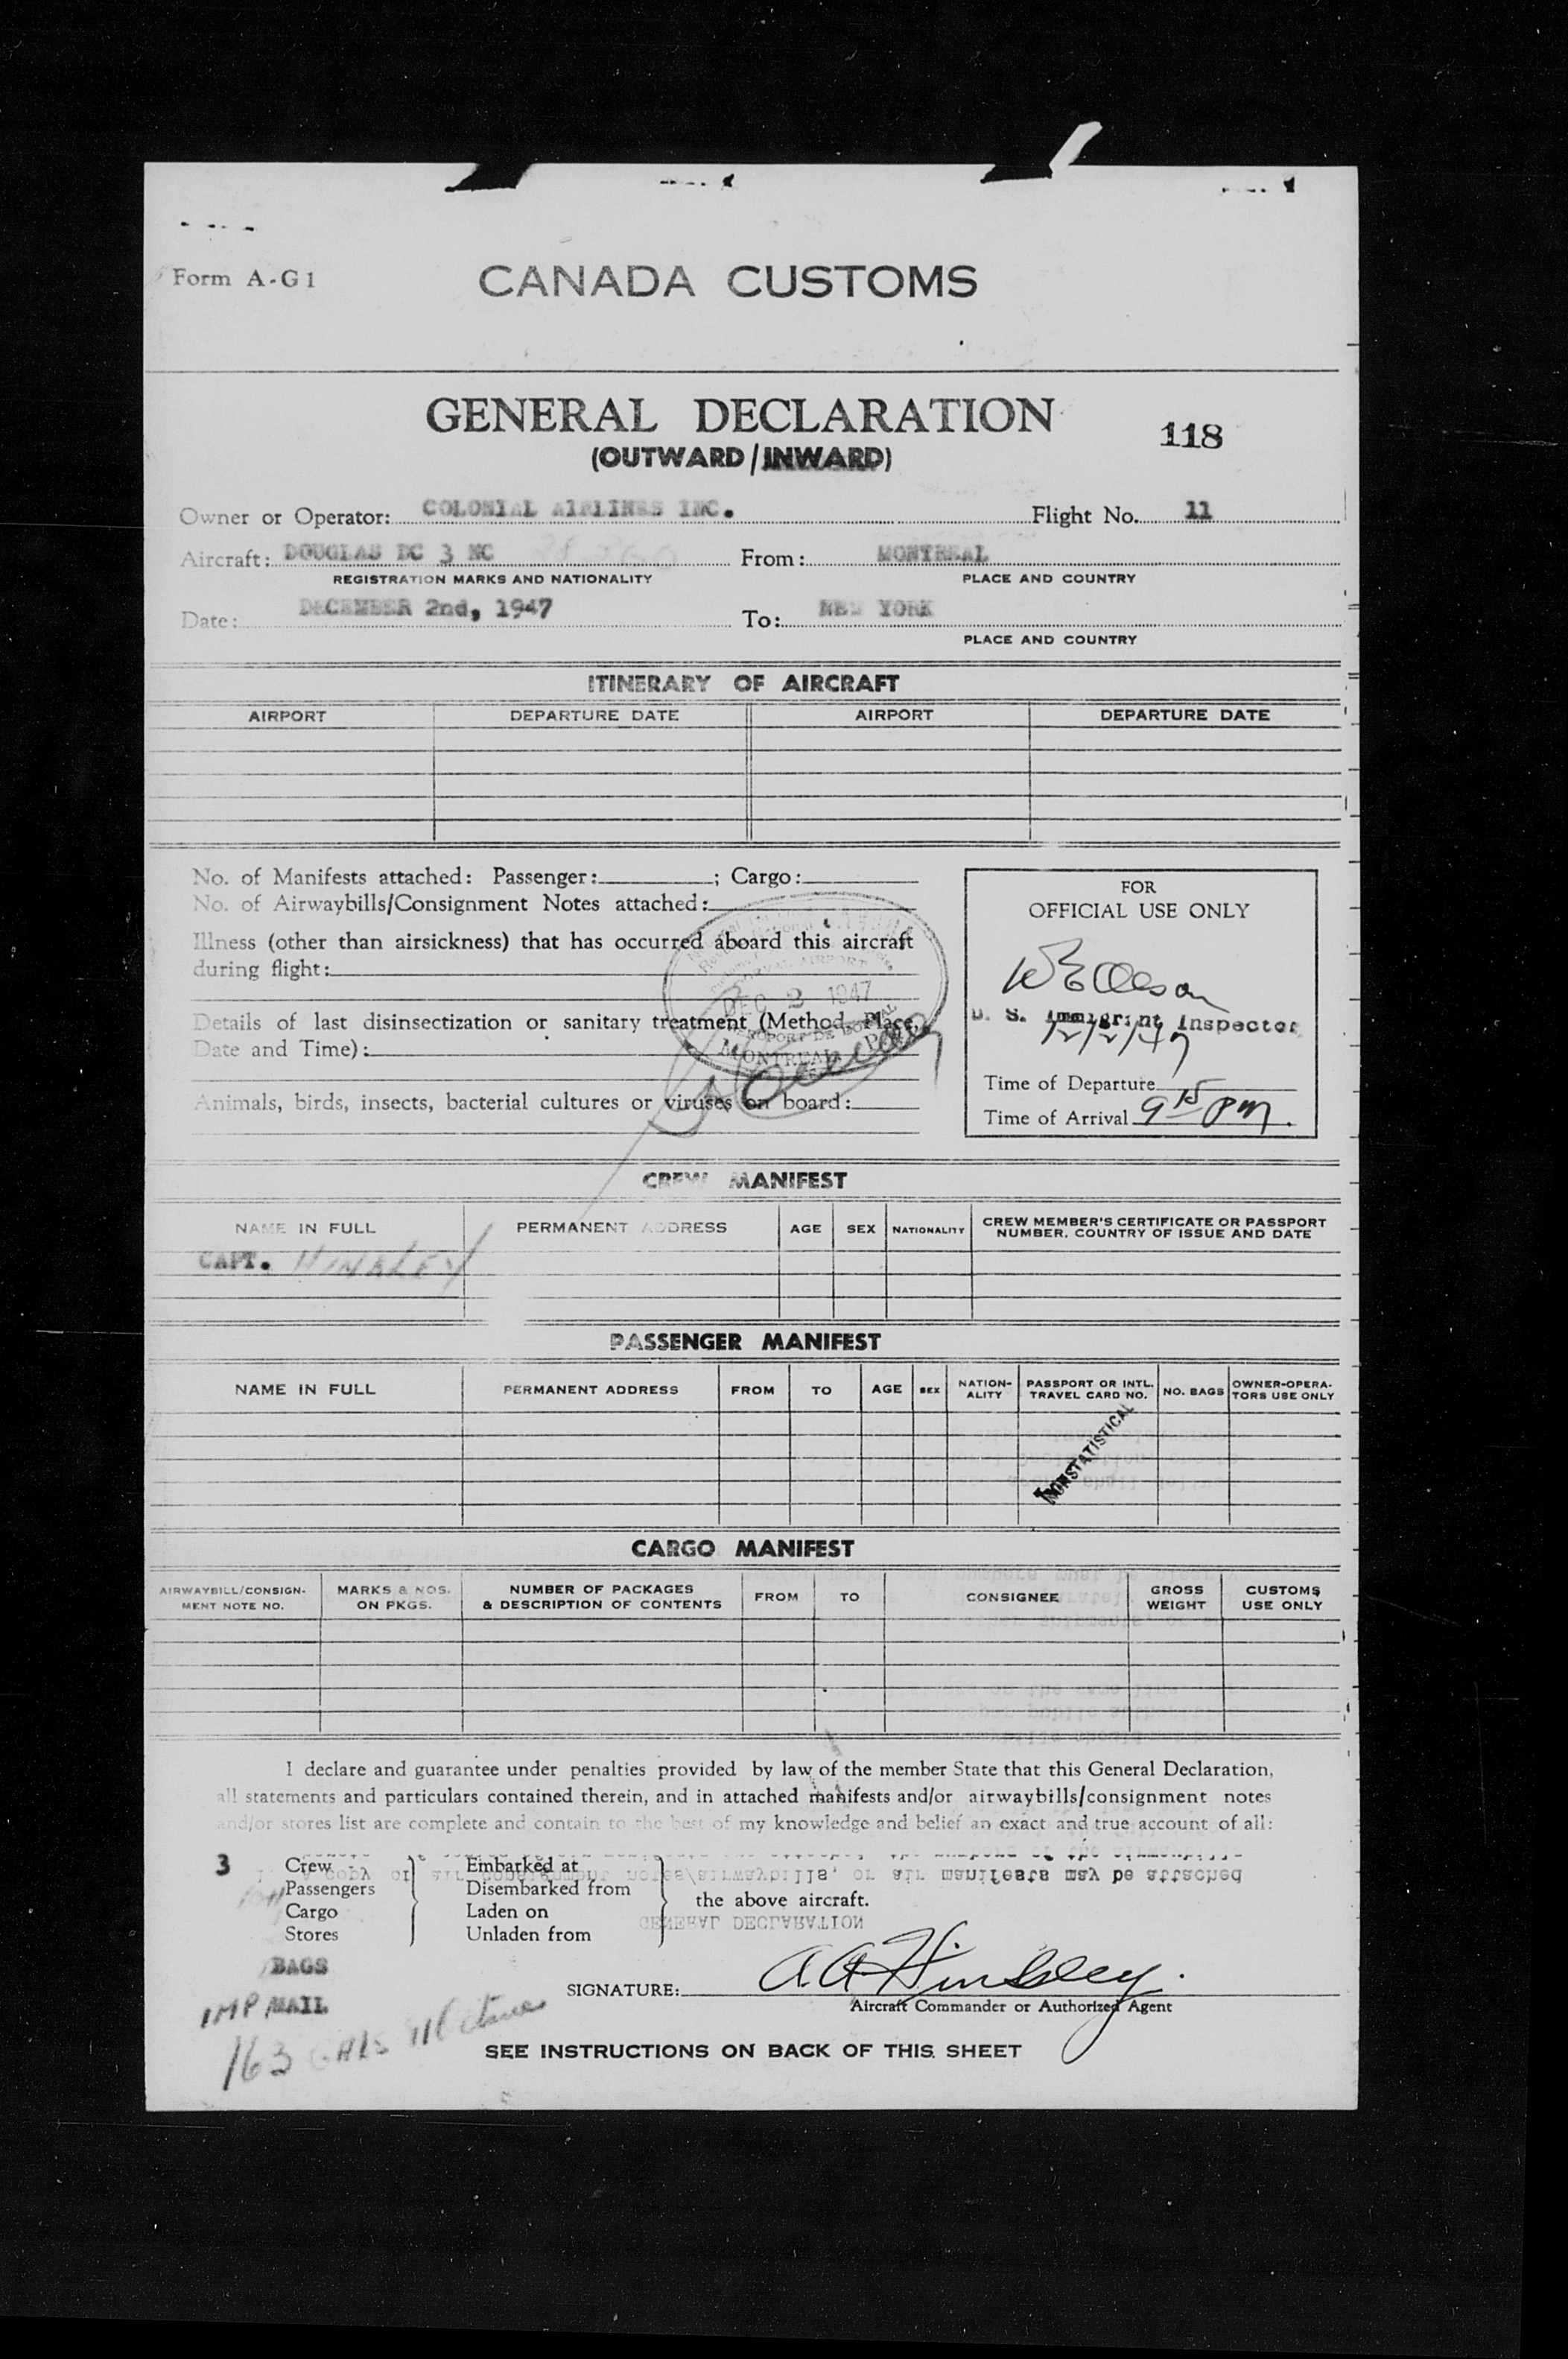 Form A-G1
CANADA CUSTOMS
GENERAL DECLARATION
(OUTWARD/INWARD)
118
Owner or Operator: COLONIAL AIRLINES INC. Flight No. 11
Aircraft: DOUGLAS DC 3 NC From: MONTREAL
REGISTRATION MARKS AND NATIONALITY PLACE AND COUNTRY
Date: DECEMBER 2nd, 1947 To: NEW YORK
PLACE AND COUNTRY
ITINERARY OF AIRCRAFT
AIRPORT DEPARTURE DATE AIRPORT DEPARTURE DATE
No. of Manifests attached: Passenger: ; Cargo:
No. of Airwaybills/Consignment Notes attached:
Illness (other than airsickness) that has occurred aboard this aircraft
during flight:
Details of last disinsectization or sanitary treatment (Method, Place,
Date and Time):
Animals, birds, insects, bacterial cultures or viruses on board:
DEC 2 1947
MONTREAL
FOR
OFFICIAL USE ONLY
U. S. Immigrant Inspector
12/2/47
Time of Departure
Time of Arrival 9 15 PM.
CREW MANIFEST
NAME IN FULL PERMANENT ADDRESS AGE SEX NATIONALITY CREW MEMBER'S CERTIFICATE OR PASSPORT
NUMBER, COUNTRY OF ISSUE AND DATE
CAPT. HINKLEY
PASSENGER MANIFEST
NAME IN FULL PERMANENT ADDRESS FROM TO AGE SEX NATION-
ALITY PASSPORT OR INTL.
TRAVEL CARD NO. NO. BAGS OWNER-OPERA-
TORS USE ONLY
NONSTATISTICAL
CARGO MANIFEST
AIRWAYBILL/CONSIGN-
MENT NOTE NO. MARKS & NOS.
ON PKGS. NUMBER OF PACKAGES
& DESCRIPTION OF CONTENTS FROM TO CONSIGNEE GROSS
WEIGHT CUSTOMS
USE ONLY
I declare and guarantee under penalties provided by law of the member State that this General Declaration,
all statements and particulars contained therein, and in attached manifests and/or airwaybills/consignment notes
and/or stores list are complete and contain to the best of my knowledge and belief an exact and true account of all:
3 Crew Embarked at
Passengers Disembarked from
the above aircraft.
Cargo Laden on
Stores Unladen from
BAGS
SIGNATURE: A A Hinkley
Aircraft Commander or Authorized Agent
IMP MAIL
163 GALS
SEE INSTRUCTIONS ON BACK OF THIS SHEET